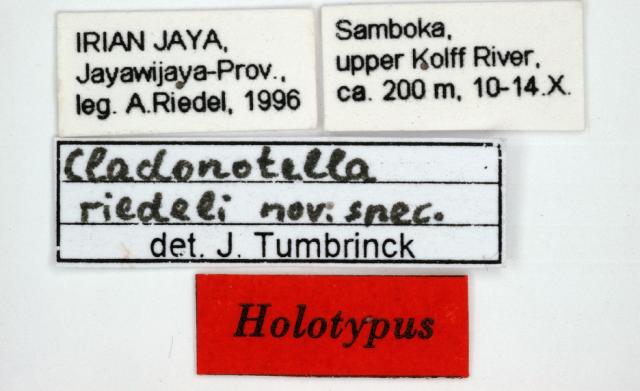 IRIAN JAYA,
Jayawijaya-Prov.,
leg. A.Riedel, 1996
Samboka,
upper Kolff River,
ca. 200 m, 10-14.X.
Cladonotella
riedeli nov. spec.
det. J. Tumbrinck
Holotypus